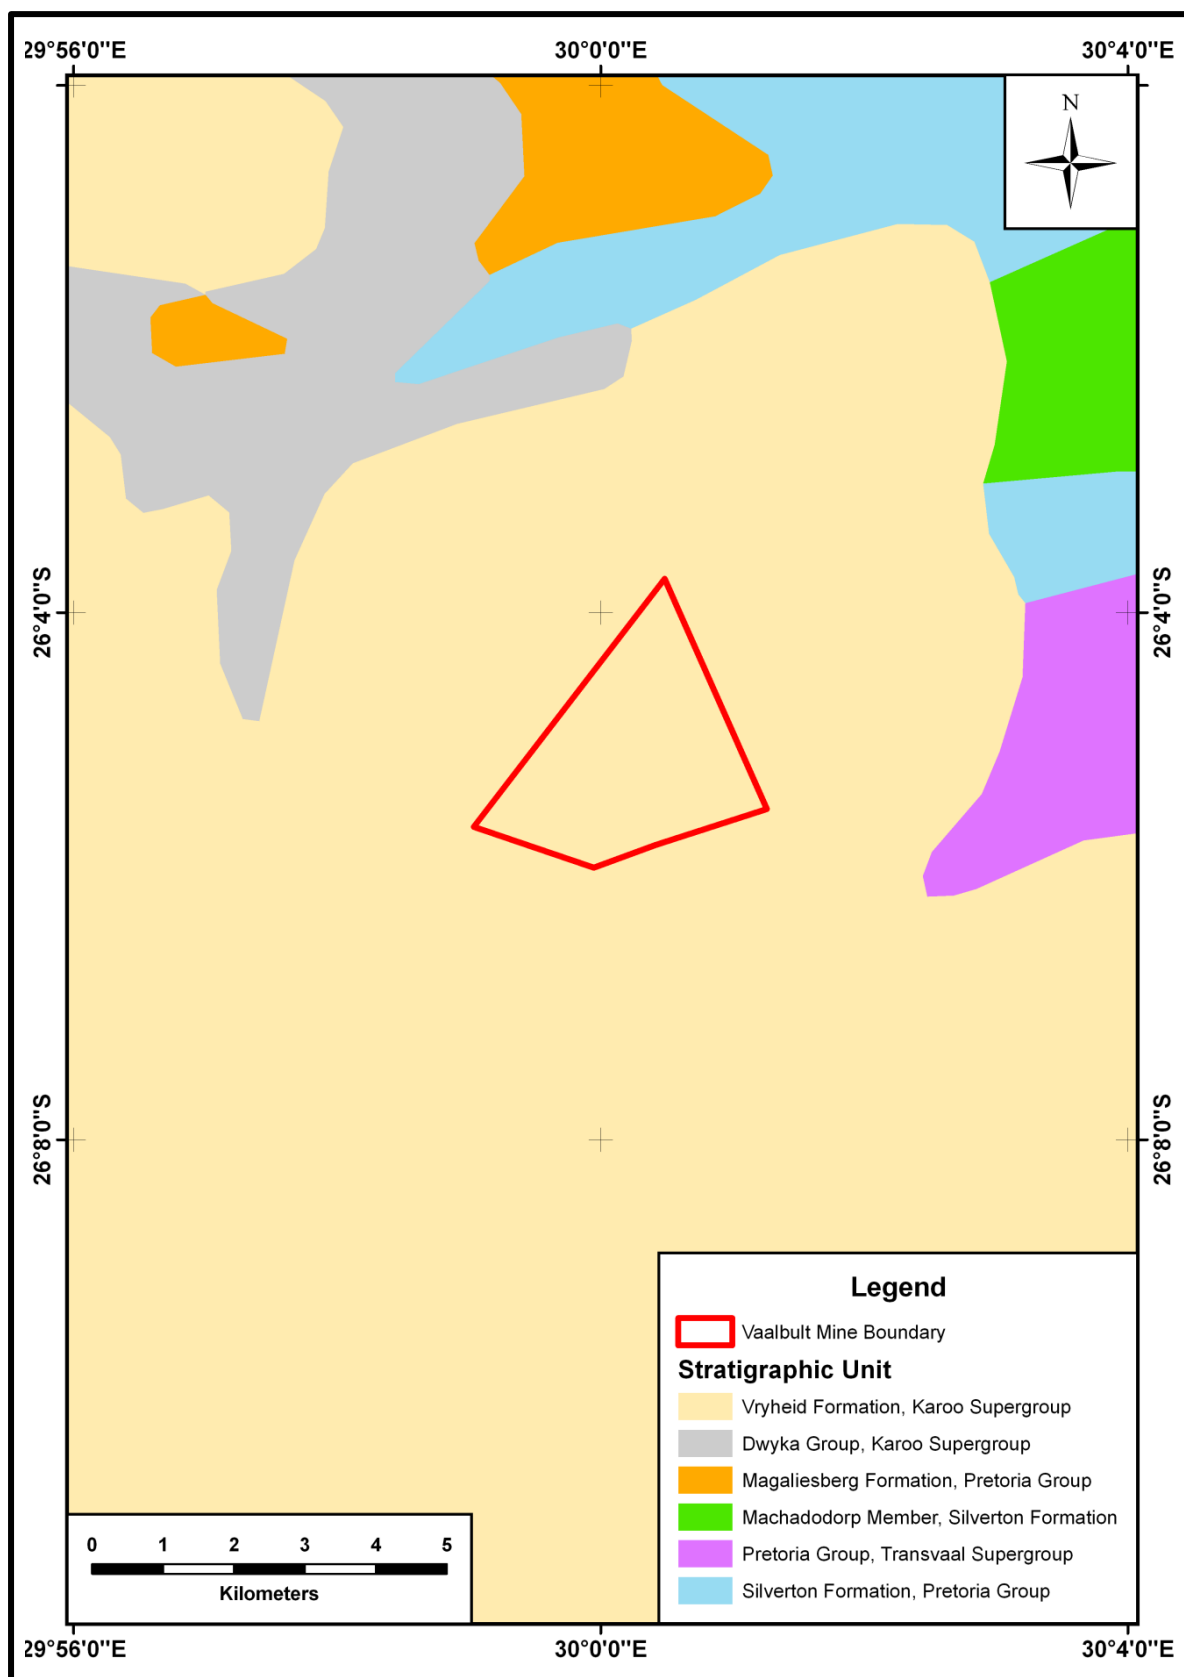 29°56'0"E 30°0'0"E 30°4'0"E
N
26°4'0"S 26°4'0"S
26°8'0"S 26°8'0"S
Legend
Vaalbult Mine Boundary
Stratigraphic Unit
Vryheid Formation, Karoo Supergroup
Dwyka Group, Karoo Supergroup
Magaliesberg Formation, Pretoria Group
Machadodorp Member, Silverton Formation
Pretoria Group, Transvaal Supergroup
Silverton Formation, Pretoria Group
0 1 2 3 4 5
Kilometers
29°56'0"E 30°0'0"E 30°4'0"E